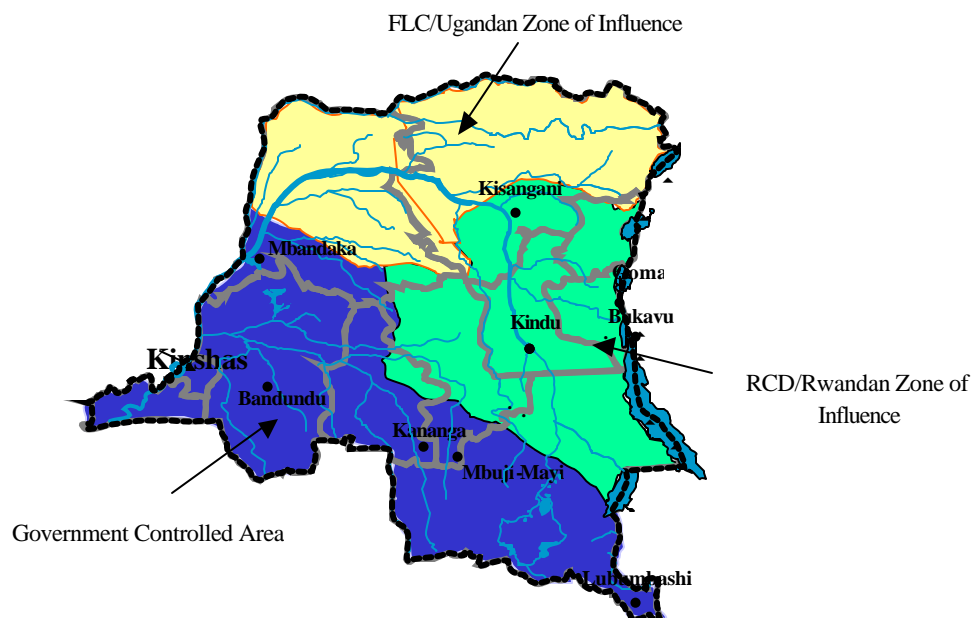 FLC/Ugandan Zone of Influence
Kisangani
Mbandaka
Goma
Bukavu
Kindu
Kinshas
RCD/Rwandan Zone of
Influence
Bandundu
Kananga
Mbuji-Mayi
Government Controlled Area
Lubumbashi